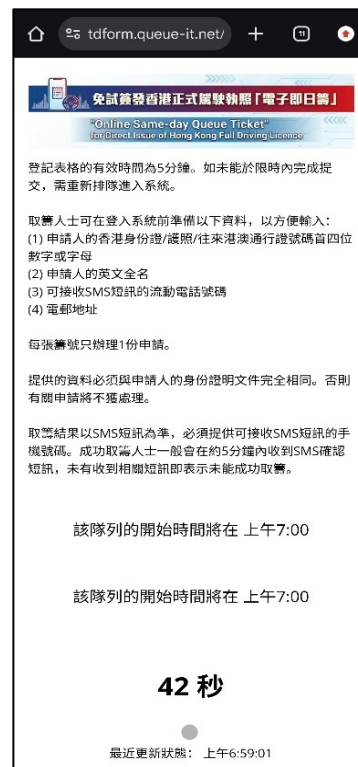 tdform.queue-it.net/
11
免試簽發香港正式駕駛執照「電子即日籌」
"Online Same-day Queue Ticket"
for Direct Issue of Hong Kong Full Driving Licence
登記表格的有效時間為5分鐘。如未能於限時內完成提
交，需重新排隊進入系統。
取籌人士可在登入系統前準備以下資料，以方便輸入：
(1) 申請人的香港身份證/護照/往來港澳通行證號碼首四位
數字或字母
(2) 申請人的英文全名
(3) 可接收SMS短訊的流動電話號碼
(4) 電郵地址
每張籌號只辦理1份申請。
提供的資料必須與申請人的身份證明文件完全相同。否則
有關申請將不獲處理。
取籌結果以SMS短訊為準，必須提供可接收SMS短訊的手
機號碼。成功取籌人士一般會在約5分鐘內收到SMS確認
短訊，未有收到相關短訊即表示未能成功取籌。
該隊列的開始時間將在 上午7:00
該隊列的開始時間將在 上午7:00
42 秒
最近更新狀態： 上午6:59:01